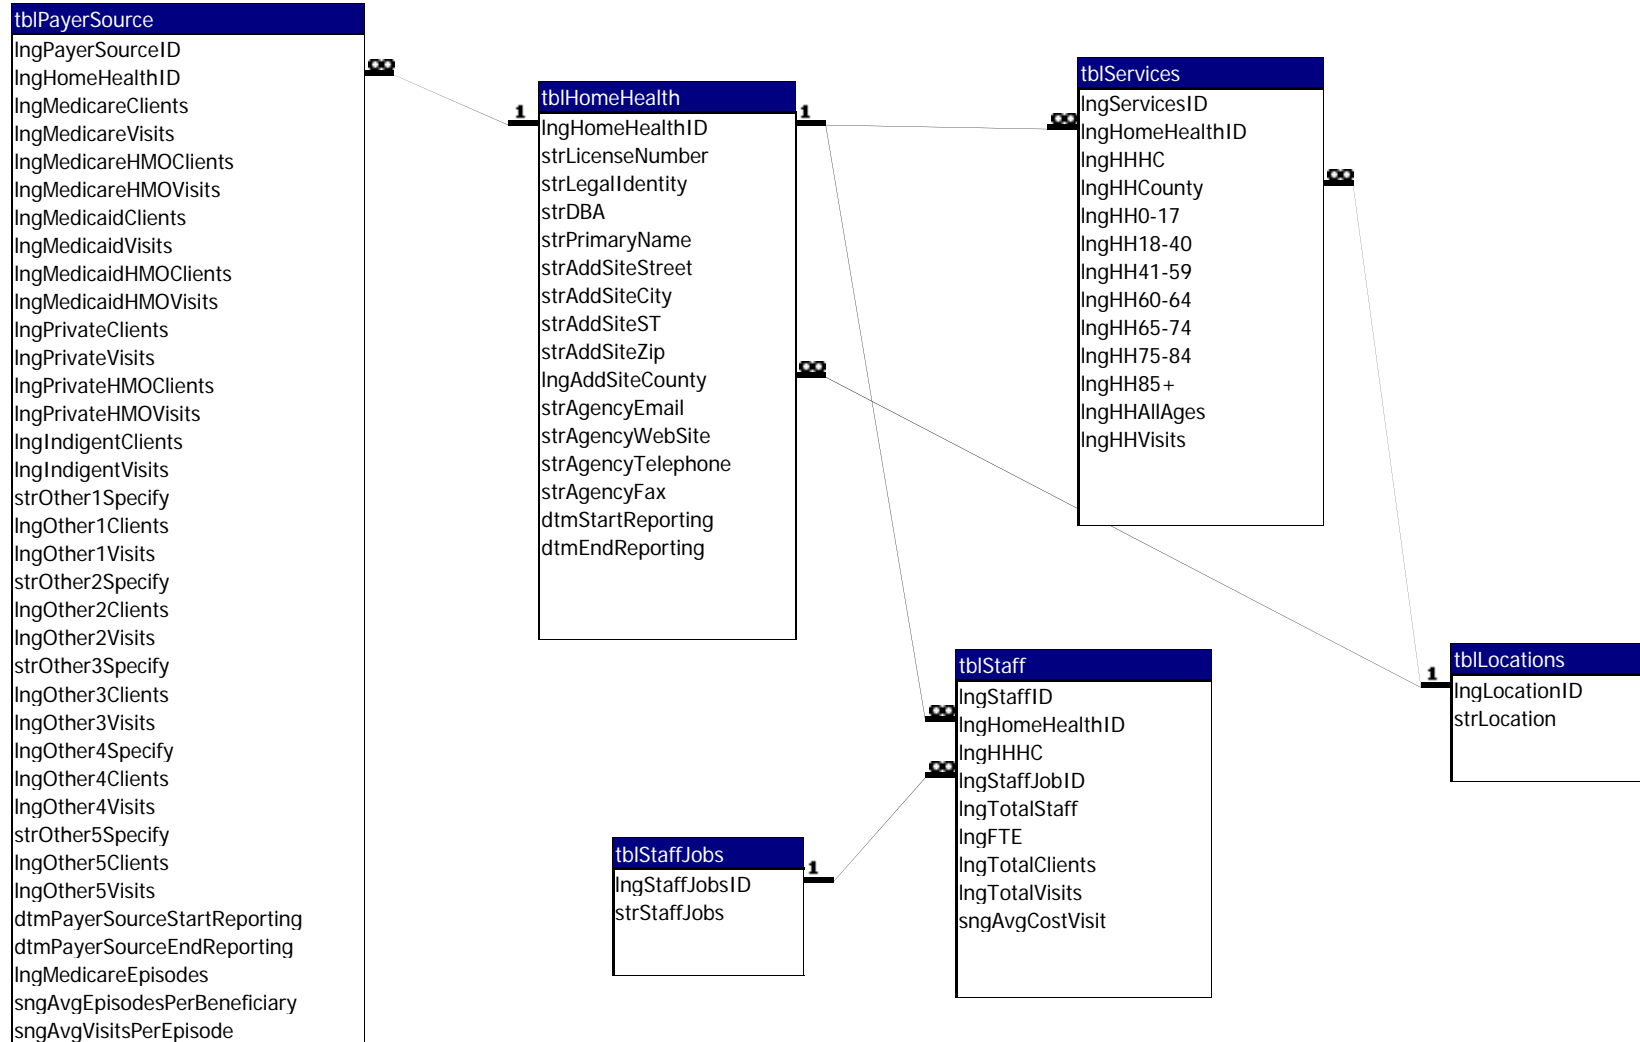 tblPayerSource
lngPayerSourceID
lngHomeHealthID
lngMedicareClients
lngMedicareVisits
lngMedicareHMOClients
lngMedicareHMOVisits
lngMedicaidClients
lngMedicaidVisits
lngMedicaidHMOClients
lngMedicaidHMOVisits
lngPrivateClients
lngPrivateVisits
lngPrivateHMOClients
lngPrivateHMOVisits
lngIndigentClients
lngIndigentVisits
strOther1Specify
lngOther1Clients
lngOther1Visits
strOther2Specify
lngOther2Clients
lngOther2Visits
strOther3Specify
lngOther3Clients
lngOther3Visits
lngOther4Specify
lngOther4Clients
lngOther4Visits
strOther5Specify
lngOther5Clients
lngOther5Visits
dtmPayerSourceStartReporting
dtmPayerSourceEndReporting
lngMedicareEpisodes
sngAvgEpisodesPerBeneficiary
sngAvgVisitsPerEpisode
∞
1
tblHomeHealth
lngHomeHealthID
strLicenseNumber
strLegalIdentity
strDBA
strPrimaryName
strAddSiteStreet
strAddSiteCity
strAddSiteST
strAddSiteZip
lngAddSiteCounty
strAgencyEmail
strAgencyWebSite
strAgencyTelephone
strAgencyFax
dtmStartReporting
dtmEndReporting
1
∞
∞
tblServices
lngServicesID
lngHomeHealthID
lngHHHC
lngHHCounty
lngHH0-17
lngHH18-40
lngHH41-59
lngHH60-64
lngHH65-74
lngHH75-84
lngHH85+
lngHHAllAges
lngHHVisits
∞
tblStaffJobs
lngStaffJobsID
strStaffJobs
1
∞
∞
tblStaff
lngStaffID
lngHomeHealthID
lngHHHC
lngStaffJobID
lngTotalStaff
lngFTE
lngTotalClients
lngTotalVisits
sngAvgCostVisit
1
tblLocations
lngLocationID
strLocation